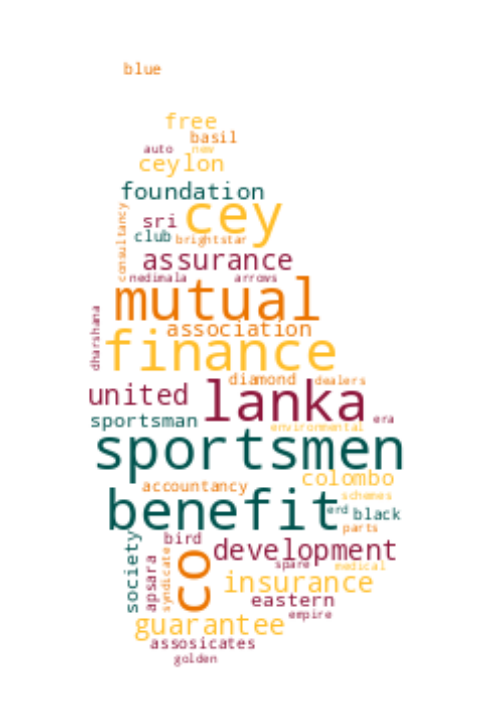 blue
free
basil
auto new
ceylon
foundation
cey
sri
club brightstar
consultancy
assurance
nedimala arrows
mutual
association
dharshana
finance
diamond dealers
united lanka
sportsman era
environmental
sportsmen
colombo
accountancy schemes
benefit
erd black
parts
society
bird
development
apsara
syndicate
co
spare medical
insurance
eastern
empire
guarantee
assosicates
golden